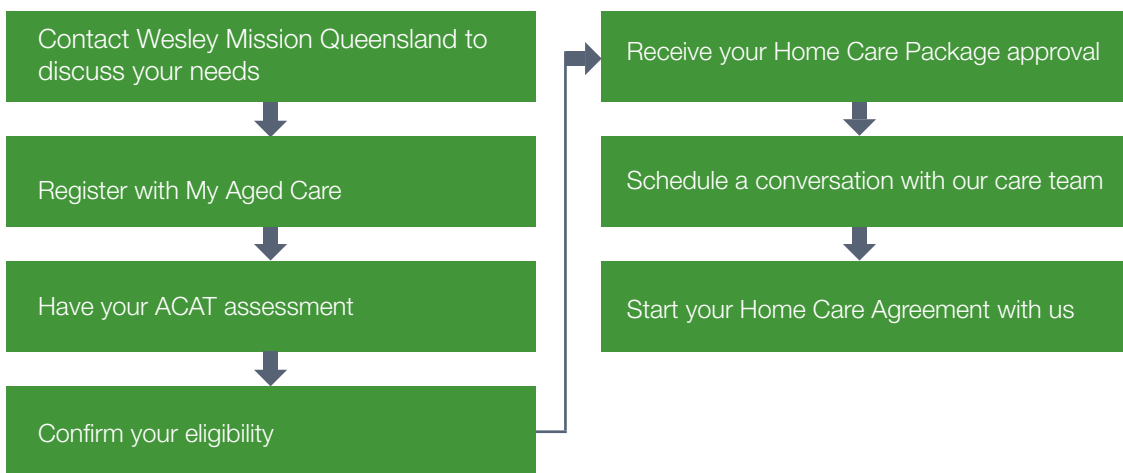 Contact Wesley Mission Queensland to
discuss your needs
Register with My Aged Care
Have your ACAT assessment
Confirm your eligibility
Receive your Home Care Package approval
Schedule a conversation with our care team
Start your Home Care Agreement with us